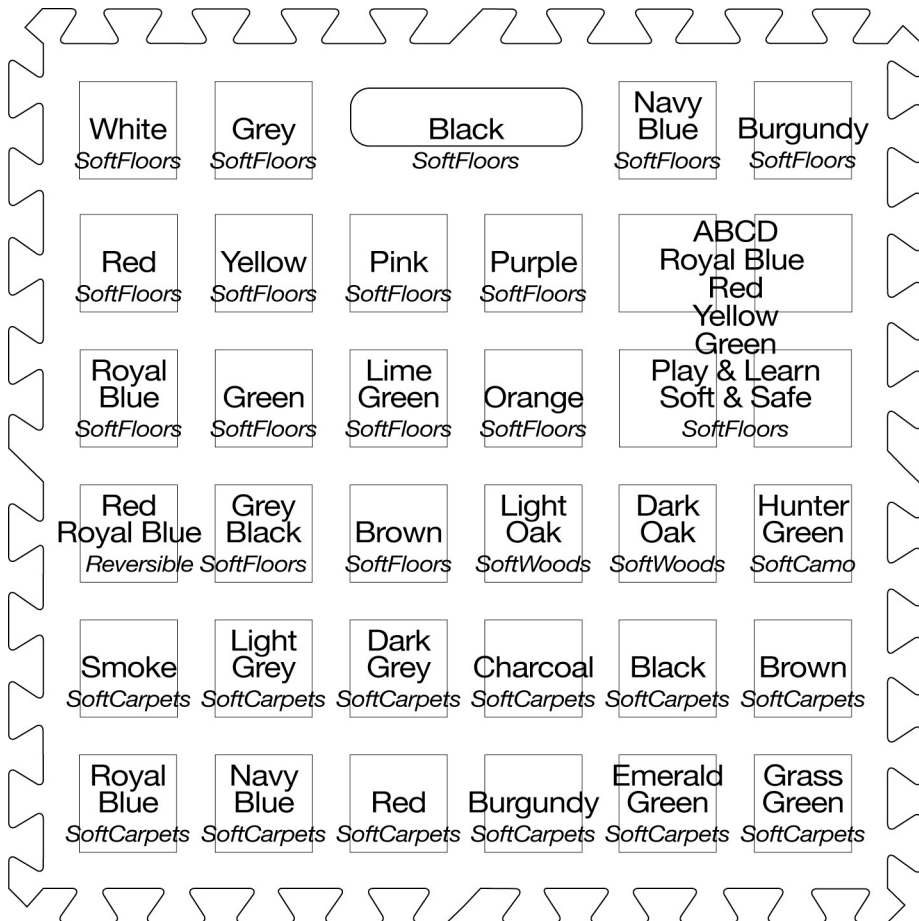 White
SoftFloors
Grey
SoftFloors
Black
SoftFloors
Navy
Blue
SoftFloors
Burgundy
SoftFloors
Red
SoftFloors
Yellow
SoftFloors
Pink
SoftFloors
Purple
SoftFloors
ABCD
Royal Blue
Red
Yellow
Green
Play & Learn
Soft & Safe
SoftFloors
Royal
Blue
SoftFloors
Green
SoftFloors
Lime
Green
SoftFloors
Orange
SoftFloors
Red
Royal Blue
Grey
Black
Reversible SoftFloors
Brown
SoftFloors
Light
Oak
SoftWoods
Dark
Oak
SoftWoods
Hunter
Green
SoftCamo
Smoke
SoftCarpets
Light
Grey
SoftCarpets
Dark
Grey
SoftCarpets
Charcoal
SoftCarpets
Black
SoftCarpets
Brown
SoftCarpets
Royal
Blue
SoftCarpets
Navy
Blue
SoftCarpets
Red
SoftCarpets
Burgundy
SoftCarpets
Emerald
Green
SoftCarpets
Grass
Green
SoftCarpets